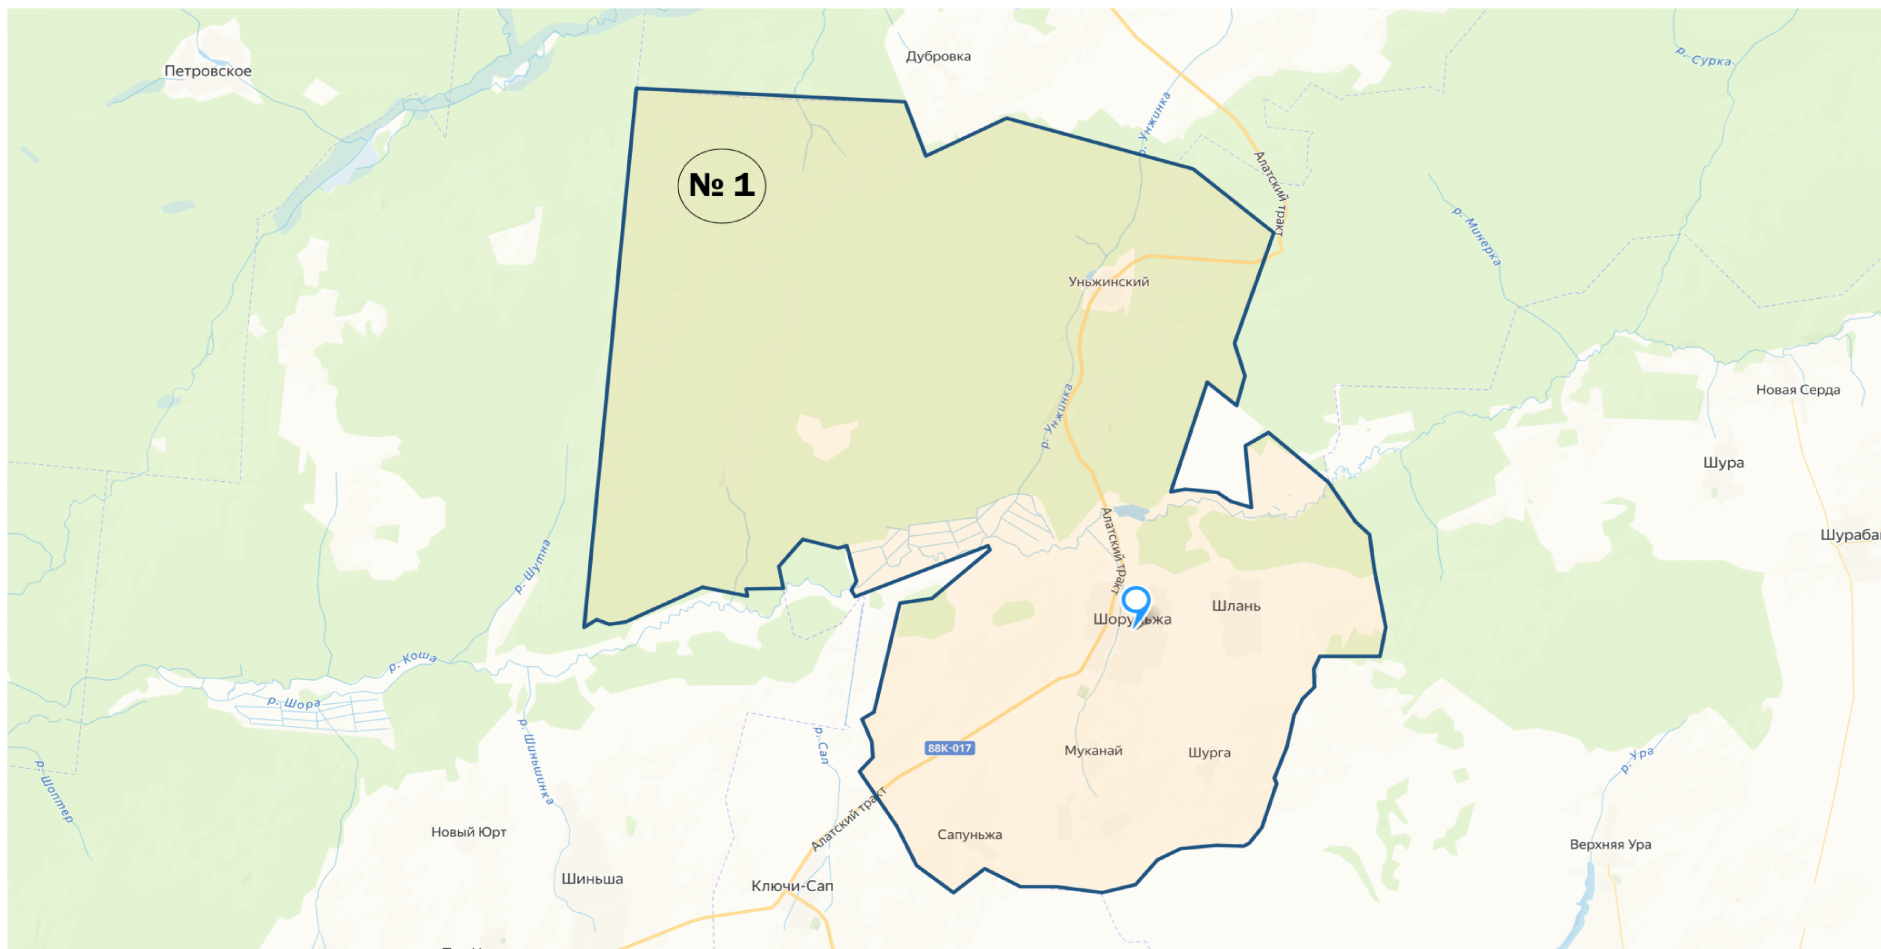 Дубровка
р. Сурка
Петровское
р. Унжинка
№ 1
Алатский тракт
р. Минерка
Уньжинский
Новая Серда
р. Унжинка
Шура
Алатский тракт
Шураба
р. Шутна
Шлань
Шоруньжа
р. Коша
р. Шора
р. Сап
88К-017
Муканай
Шурга
р. Ура
р. Шиньшинка
р. Шоптер
Алатский тракт
Новый Юрт
Сапуньжа
Верхняя Ура
Шиньша
Ключи-Сап